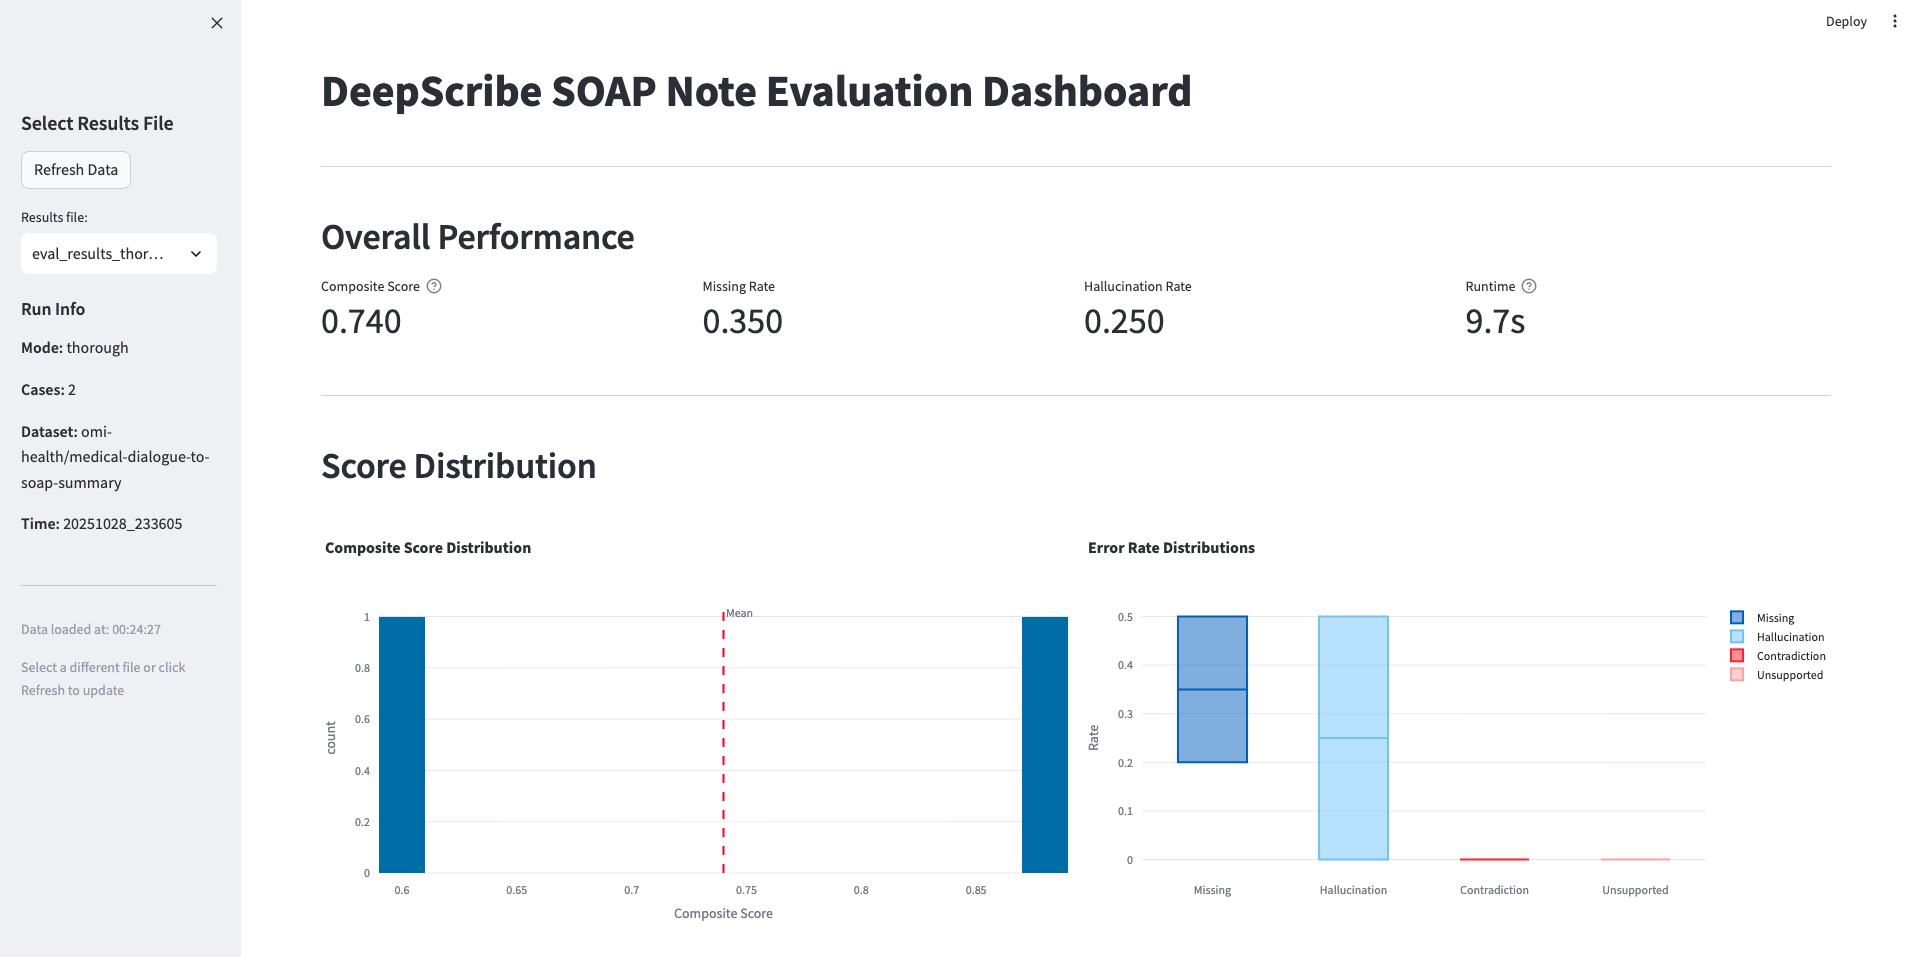 Deploy
DeepScribe SOAP Note Evaluation Dashboard
Select Results File
Refresh Data
Results file:
eval_results_thor...
Run Info
Mode: thorough
Cases: 2
Dataset: omi-
health/medical-dialogue-to-
soap-summary
Time: 20251028_233605
Data loaded at: 00:24:27
Select a different file or click
Refresh to update
Overall Performance
Composite Score
0.740
Missing Rate
0.350
Hallucination Rate
0.250
Runtime
9.7s
Score Distribution
Composite Score Distribution
Mean
1
0.8
0.6
0.4
0.2
0
count
0.6 0.65 0.7 0.75 0.8 0.85
Composite Score
Error Rate Distributions
0.5
0.4
0.3
0.2
0.1
0
Rate
Missing Hallucination Contradiction Unsupported
Missing
Hallucination
Contradiction
Unsupported